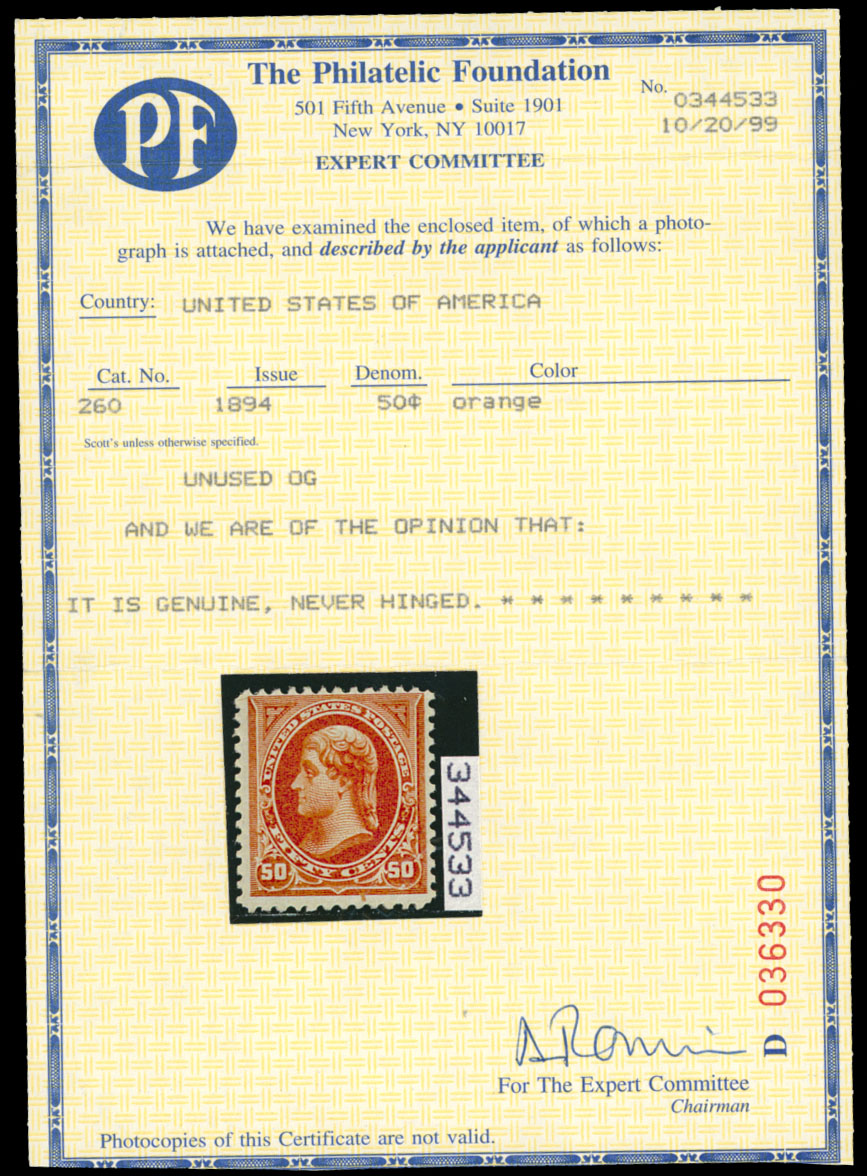 PF
The Philatelic Foundation
501 Fifth Avenue • Suite 1901
New York, NY 10017
EXPERT COMMITTEE
No. 0344533
10/20/99
We have examined the enclosed item, of which a photo-
graph is attached, and described by the applicant as follows:
Country: UNITED STATES OF AMERICA
Cat. No. Issue Denom. Color
260 1894 50¢ orange
Scott's unless otherwise specified.
UNUSED OG
AND WE ARE OF THE OPINION THAT:
IT IS GENUINE, NEVER HINGED. * * * * * * * * *
UNITED STATES POSTAGE
FIFTY CENTS
50 50
344533
D 036330
For The Expert Committee
Chairman
Photocopies of this Certificate are not valid.